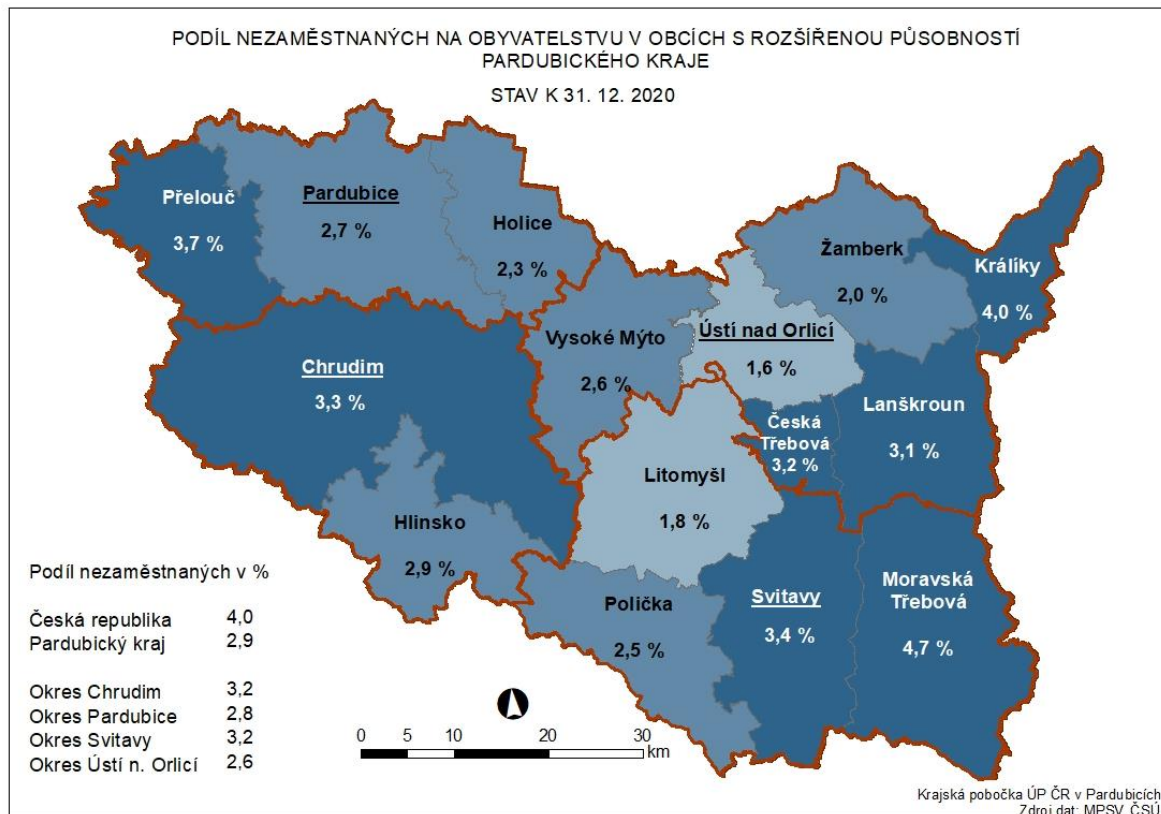 PODÍL NEZAMĚSTNANÝCH NA OBYVATELSTVU V OBCÍCH S ROZŠÍŘENOU PŮSOBNOSTÍ
PARDUBICKÉHO KRAJE
STAV K 31. 12. 2020
Přelouč
3,7 %
Pardubice
2,7 %
Holice
2,3 %
Žamberk
2,0 %
Králíky
4,0 %
Vysoké Mýto
2,6 %
Ústí nad Orlicí
1,6 %
Chrudim
3,3 %
Česká
Třebová
3,2 %
Lanškroun
3,1 %
Litomyšl
1,8 %
Hlinsko
2,9 %
Polička
2,5 %
Svitavy
3,4 %
Moravská
Třebová
4,7 %
Podíl nezaměstnaných v %
Česká republika 4,0
Pardubický kraj 2,9
Okres Chrudim 3,2
Okres Pardubice 2,8
Okres Svitavy 3,2
Okres Ústí n. Orlicí 2,6
0 5 10 20 30
km
Krajská pobočka ÚP ČR v Pardubicích
Zdroj dat: MPSV, ČSÚ